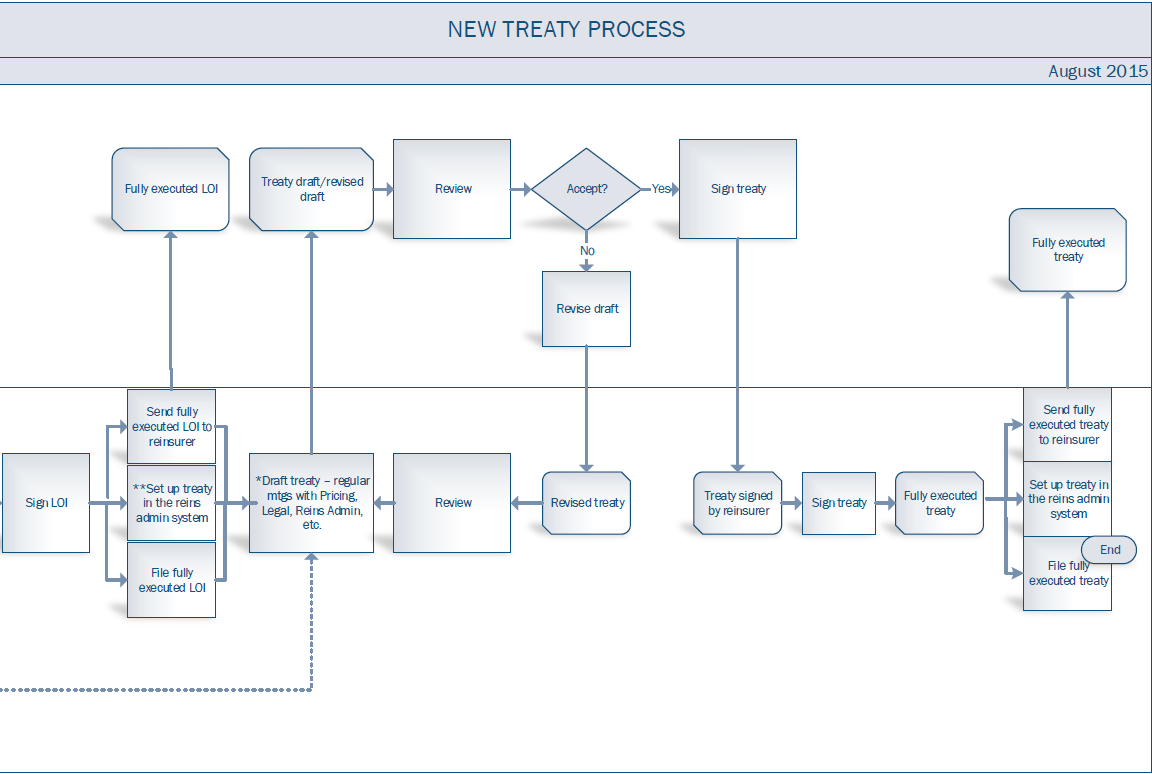 NEW TREATY PROCESS
August 2015
Fully executed LOI
Treaty draft/revised
draft
Review
Accept?
Yes
Sign treaty
No
Revise draft
Fully executed
treaty
Sign LOI
Send fully
executed LOI to
reinsurer
**Set up treaty
in the reins
admin system
File fully
executed LOI
*Draft treaty – regular
mtgs with Pricing,
Legal, Reins Admin,
etc.
Review
Revised treaty
Treaty signed
by reinsurer
Sign treaty
Fully executed
treaty
Send fully
executed treaty
to reinsurer
Set up treaty in
the reins admin
system
End
File fully
executed treaty